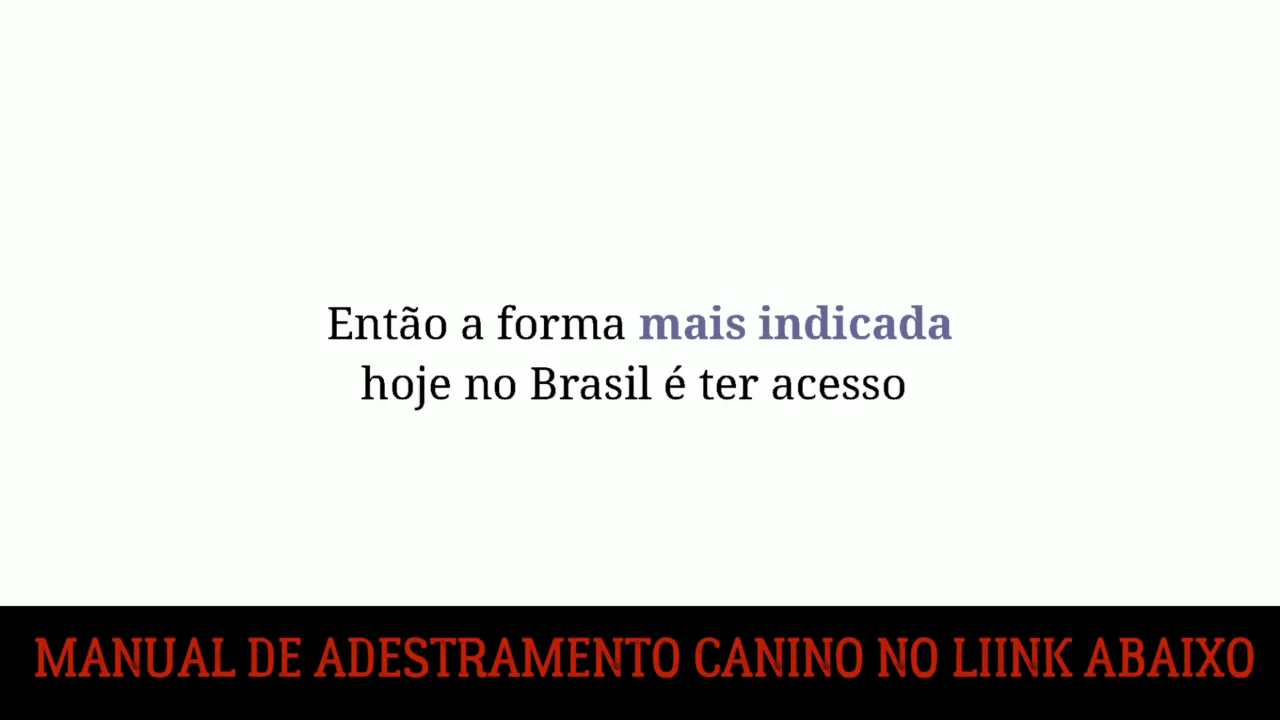 Então a forma mais indicada
hoje no Brasil é ter acesso
MANUAL DE ADESTRAMENTO CANINO NO LIINK ABAIXO